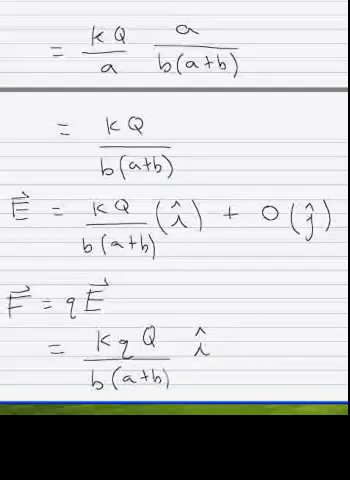 = kQ/a a/b(a+b)
= kQ/b(a+b)
E⃗ = kQ/b(a+b) (î) + 0(ĵ)
F⃗ = qE⃗
= kqQ/b(a+b) î